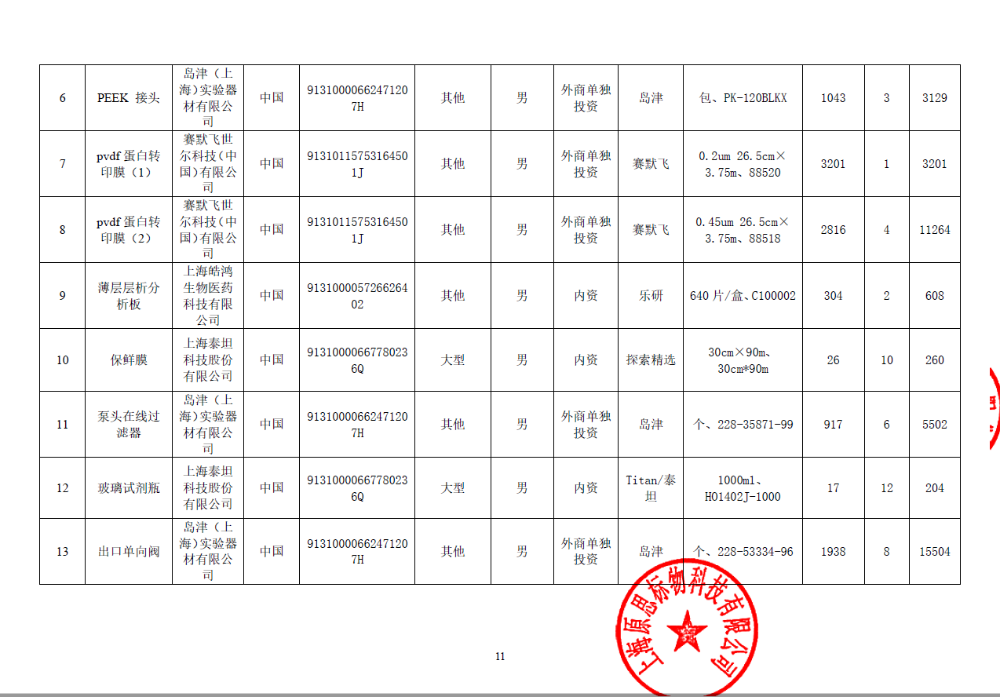 6 PEEK 接头 岛津（上海）实验器材有限公司 中国 91310000662471207H 其他 男 外商单独投资 岛津 包、PK-120BLKX 1043 3 3129
7 pvdf 蛋白转印膜（1） 赛默飞世尔科技（中国）有限公司 中国 91310115753164501J 其他 男 外商单独投资 赛默飞 0.2um 26.5cm×3.75m、88520 3201 1 3201
8 pvdf 蛋白转印膜（2） 赛默飞世尔科技（中国）有限公司 中国 91310115753164501J 其他 男 外商单独投资 赛默飞 0.45um 26.5cm×3.75m、88518 2816 4 11264
9 薄层层析分析板 上海皓鸿生物医药科技有限公司 中国 913100005726626402 其他 男 内资 乐研 640 片/盒、C100002 304 2 608
10 保鲜膜 上海泰坦科技股份有限公司 中国 91310000667780236Q 大型 男 内资 探索精选 30cm×90m、30cm*90m 26 10 260
11 泵头在线过滤器 岛津（上海）实验器材有限公司 中国 91310000662471207H 其他 男 外商单独投资 岛津 个、228-35871-99 917 6 5502
12 玻璃试剂瓶 上海泰坦科技股份有限公司 中国 91310000667780236Q 大型 男 内资 Titan/泰坦 1000ml、HO1402J-1000 17 12 204
13 出口单向阀 岛津（上海）实验器材有限公司 中国 91310000662471207H 其他 男 外商单独投资 岛津 个、228-53334-96 1938 8 15504
上海原思标物科技有限公司
11